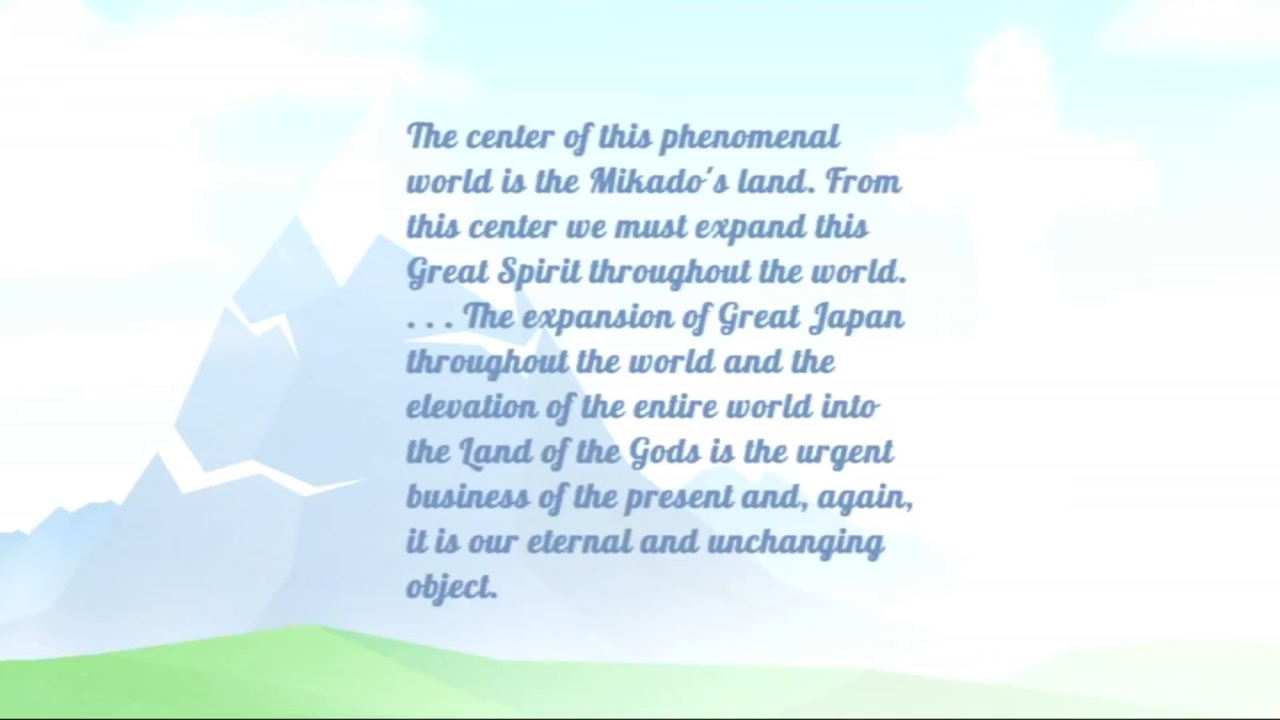 The center of this phenomenal
world is the Mikado's land. From
this center we must expand this
Great Spirit throughout the world.
. . . The expansion of Great Japan
throughout the world and the
elevation of the entire world into
the Land of the Gods is the urgent
business of the present and, again,
it is our eternal and unchanging
object.